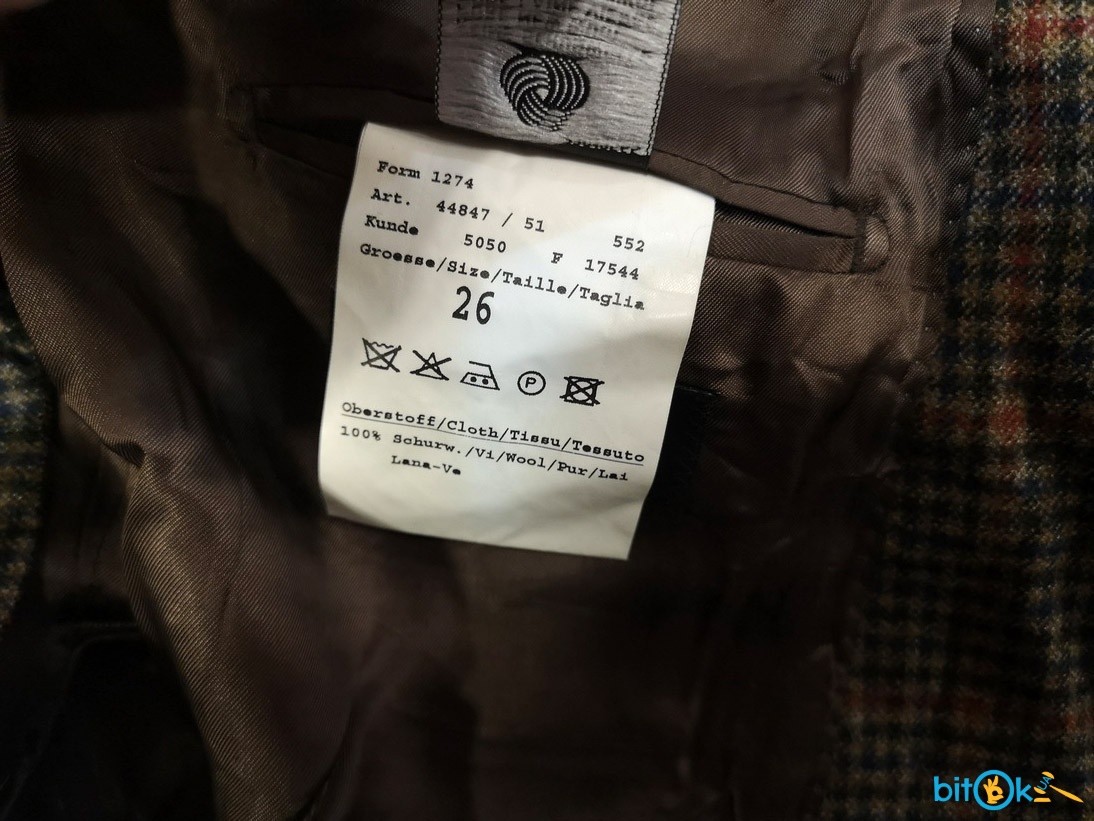 Form 1274
Art. 44847 / 51 552
Kunde 5050 F 17544
Groesse/Size/Taille/Taglia
26
P
Oberstoff/Cloth/Tissu/Tessuto
100% Schurw./Vi/Wool/Pur/Lai
Lana-Ve
bitOk UA